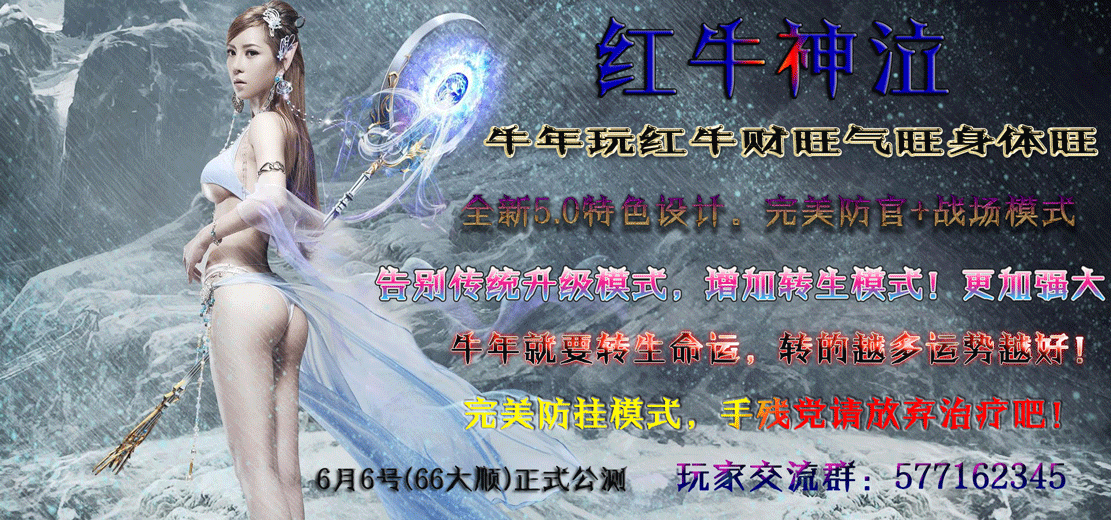 红牛神泣
牛年玩红牛财旺气旺身体旺
全新5.0特色设计。完美防官+战场模式
告别传统升级模式，增加转生模式！更加强大
牛年就要转生命运，转的越多运势越好！
完美防挂模式，手残党请放弃治疗吧！
6月6号(66大顺)正式公测
玩家交流群：577162345